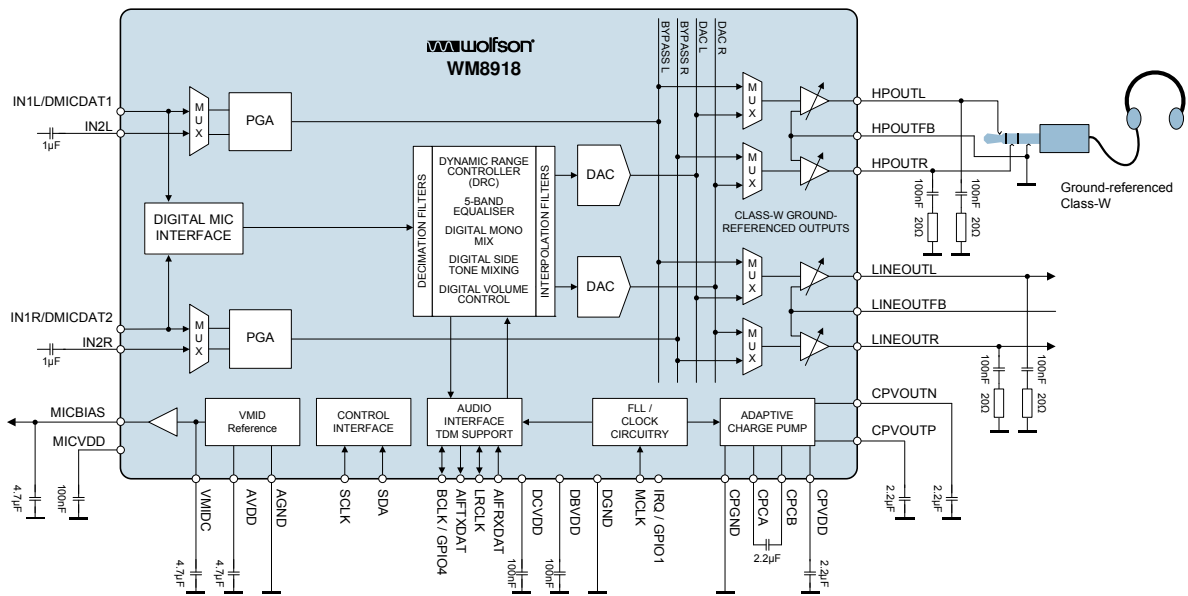 wolfson
WM8918
BYPASS L
BYPASS R
DAC L
DAC R
IN1L/DMICDAT1
IN2L
1µF
MUX
PGA
DIGITAL MIC
INTERFACE
IN1R/DMICDAT2
IN2R
1µF
MUX
PGA
DECIMATION FILTERS
DYNAMIC RANGE
CONTROLLER
(DRC)
5-BAND
EQUALISER
DIGITAL MONO
MIX
DIGITAL SIDE
TONE MIXING
DIGITAL VOLUME
CONTROL
INTERPOLATION FILTERS
DAC
DAC
MUX
MUX
CLASS-W GROUND-
REFERENCED OUTPUTS
MUX
MUX
HPOUTL
HPOUTFB
HPOUTR
100nF
20Ω
100nF
20Ω
Ground-referenced
Class-W
LINEOUTL
LINEOUTFB
LINEOUTR
100nF
20Ω
100nF
20Ω
MICBIAS
MICVDD
4.7µF
100nF
VMID
Reference
CONTROL
INTERFACE
AUDIO
INTERFACE
TDM SUPPORT
FLL /
CLOCK
CIRCUITRY
ADAPTIVE
CHARGE PUMP
CPVOUTN
CPVOUTP
2.2µF
2.2µF
VMIDC
AVDD
AGND
SCLK
SDA
BCLK / GPIO4
AIFTXDAT
LRCLK
AIFRXDAT
DCVDD
DBVDD
DGND
MCLK
IRQ / GPIO1
CPGND
CPCA
CPCB
CPVDD
4.7µF
4.7µF
100nF
100nF
2.2µF
2.2µF